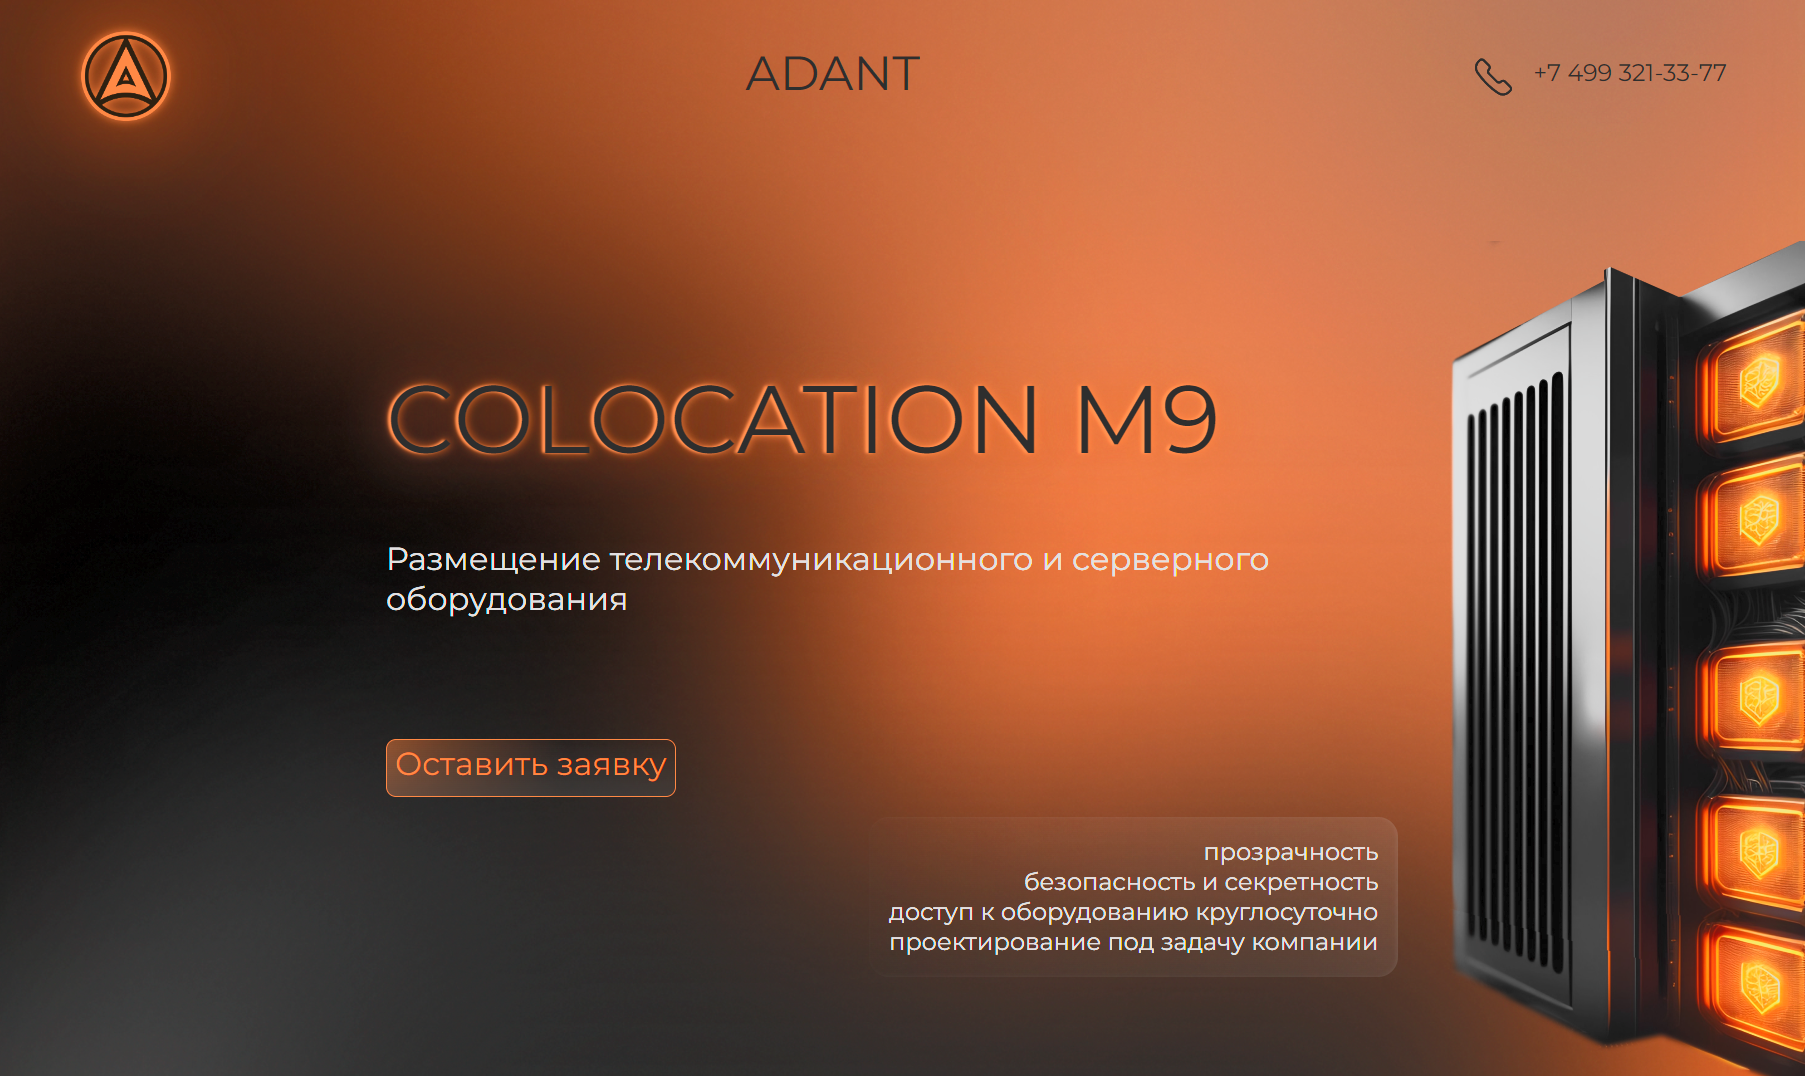 ADANT
+7 499 321-33-77
COLOCATION M9
Размещение телекоммуникационного и серверного
оборудования
Оставить заявку
прозрачность
безопасность и секретность
доступ к оборудованию круглосуточно
проектирование под задачу компании